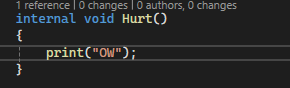 1 reference | 0 changes | 0 authors, 0 changes
internal void Hurt()
{
print("OW");
}